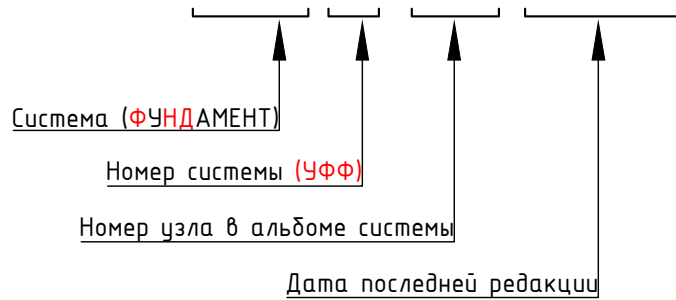 Система (ФУНДАМЕНТ)
Номер системы (УФФ)
Номер узла в альбоме системы
Дата последней редакции